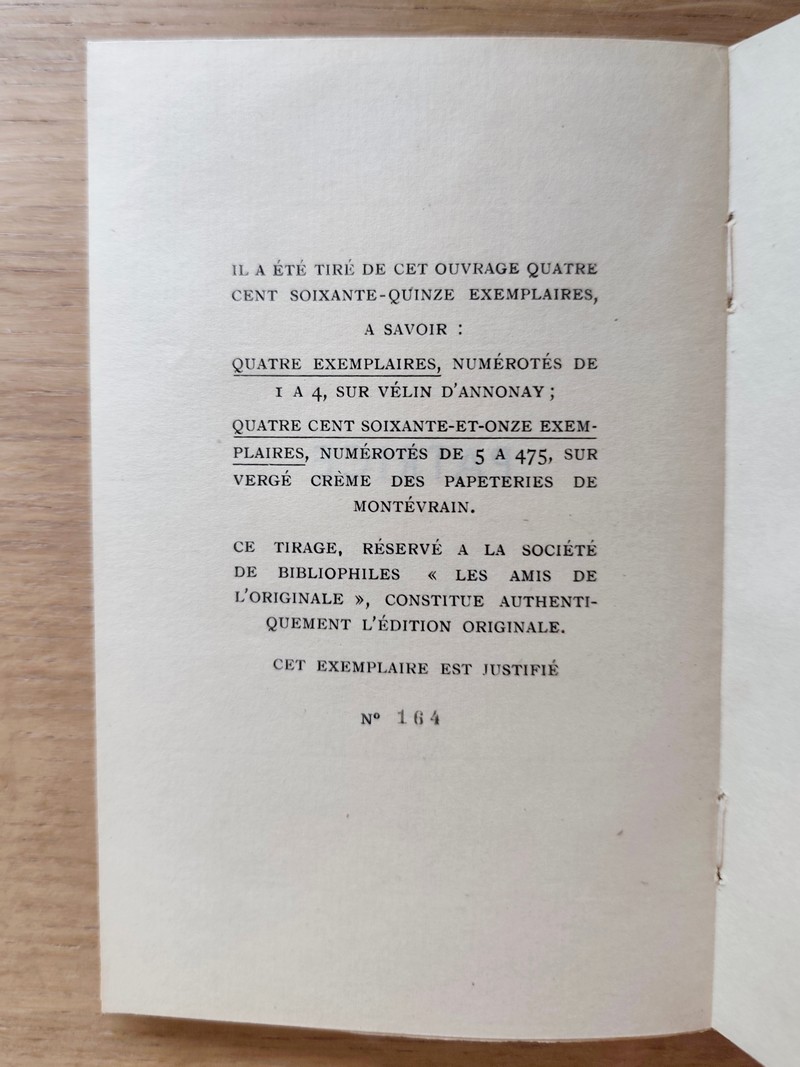 IL A ÉTÉ TIRÉ DE CET OUVRAGE QUATRE
CENT SOIXANTE-QUINZE EXEMPLAIRES,
A SAVOIR :
QUATRE EXEMPLAIRES, NUMÉROTÉS DE
1 A 4, SUR VÉLIN D'ANNONAY ;
QUATRE CENT SOIXANTE-ET-ONZE EXEM-
PLAIRES, NUMÉROTÉS DE 5 A 475, SUR
VERGÉ CRÈME DES PAPETERIES DE
MONTÉVRAIN.
CE TIRAGE, RÉSERVÉ A LA SOCIÉTÉ
DE BIBLIOPHILES « LES AMIS DE
L'ORIGINALE », CONSTITUE AUTHENTI-
QUEMENT L'ÉDITION ORIGINALE.
CET EXEMPLAIRE EST JUSTIFIÉ
Nº 164